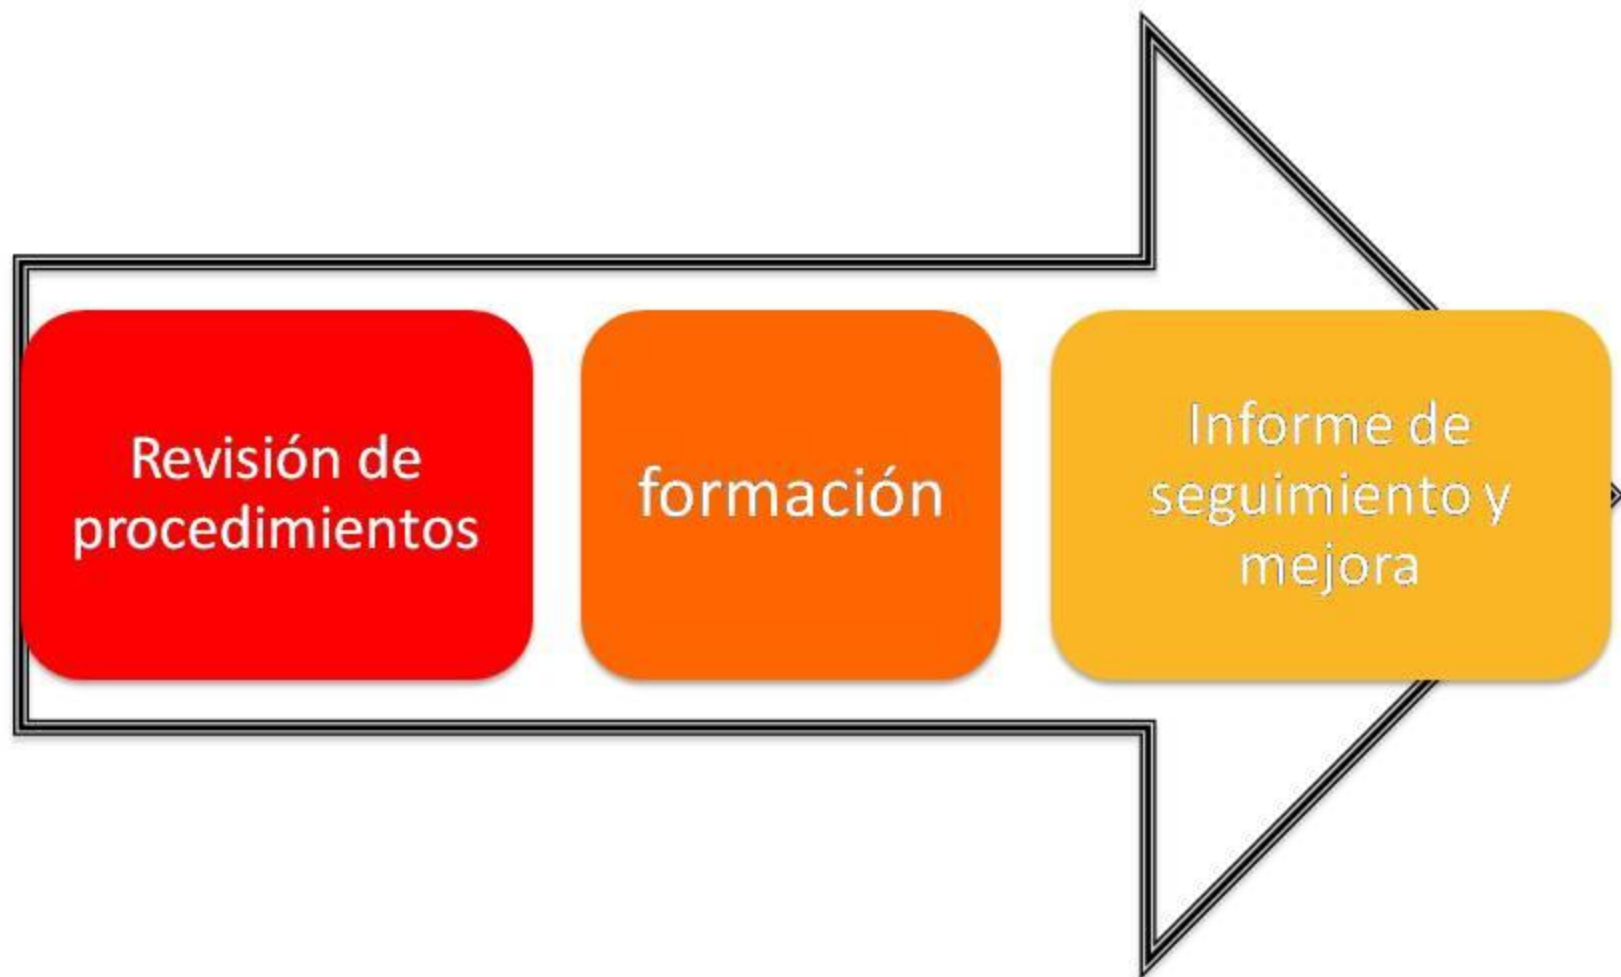 Revisión de
procedimientos
formación
Informe de
seguimiento y
mejora